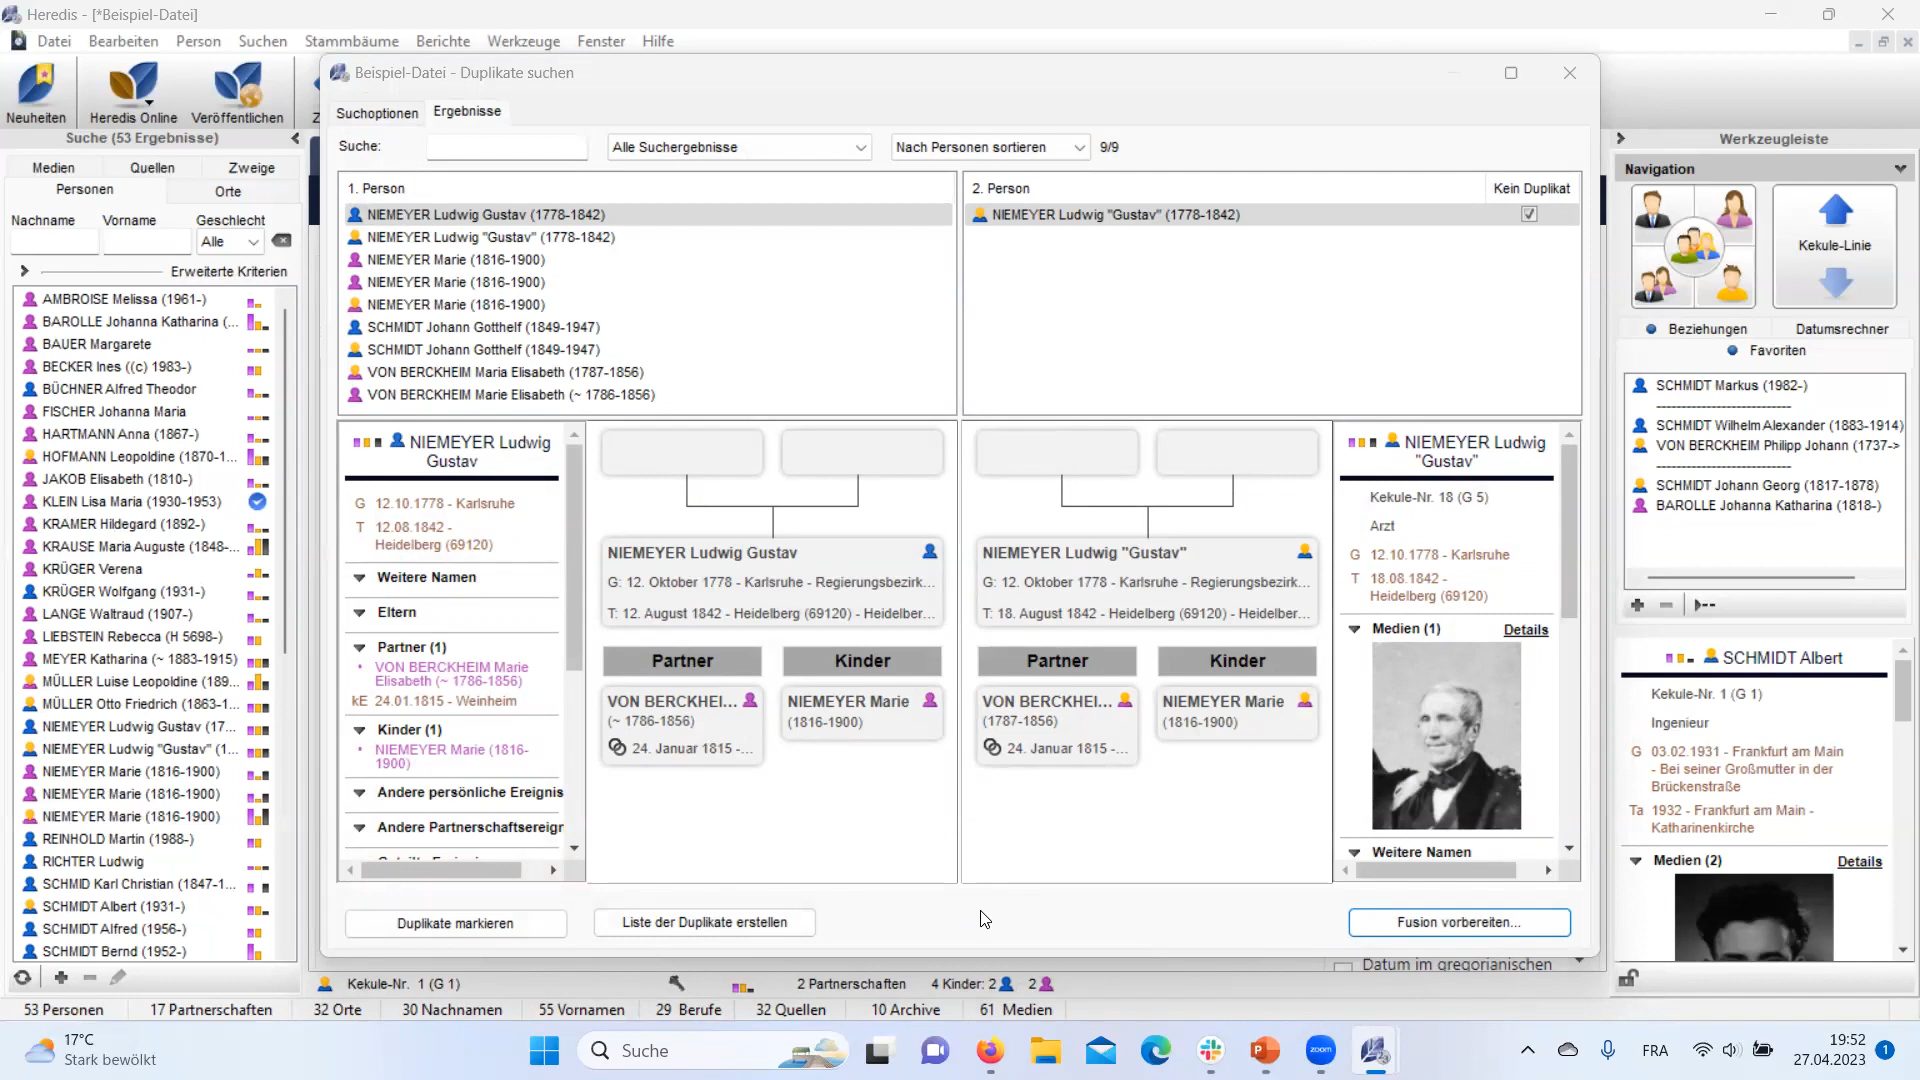 Heredis - [*Beispiel-Datei]
Datei Bearbeiten Person Suchen Stammbäume Berichte Werkzeuge Fenster Hilfe
Neuheiten Heredis Online Veröffentlichen
Suche (53 Ergebnisse)
Medien Quellen Zweige
Personen Orte
Nachname Vorname Geschlecht
Alle
Erweiterte Kriterien
AMBROISE Melissa (1961-)
BAROLLE Johanna Katharina (...
BAUER Margarete
BECKER Ines ((c) 1983-)
BÜCHNER Alfred Theodor
FISCHER Johanna Maria
HARTMANN Anna (1867-)
HOFMANN Leopoldine (1870-1...
JAKOB Elisabeth (1810-)
KLEIN Lisa Maria (1930-1953)
KRAMER Hildegard (1892-)
KRAUSE Maria Auguste (1848-...
KRÜGER Verena
KRÜGER Wolfgang (1931-)
LANGE Waltraud (1907-)
LIEBSTEIN Rebecca (H 5698-)
MEYER Katharina (~ 1883-1915)
MÜLLER Luise Leopoldine (189...
MÜLLER Otto Friedrich (1863-1...
NIEMEYER Ludwig Gustav (17...
NIEMEYER Ludwig "Gustav" (1...
NIEMEYER Marie (1816-1900)
NIEMEYER Marie (1816-1900)
NIEMEYER Marie (1816-1900)
REINHOLD Martin (1988-)
RICHTER Ludwig
SCHMID Karl Christian (1847-1...
SCHMIDT Albert (1931-)
SCHMIDT Alfred (1956-)
SCHMIDT Bernd (1952-)
Beispiel-Datei - Duplikate suchen
Suchoptionen Ergebnisse
Suche: Alle Suchergebnisse Nach Personen sortieren 9/9
1. Person
NIEMEYER Ludwig Gustav (1778-1842)
NIEMEYER Ludwig "Gustav" (1778-1842)
NIEMEYER Marie (1816-1900)
NIEMEYER Marie (1816-1900)
NIEMEYER Marie (1816-1900)
SCHMIDT Johann Gotthelf (1849-1947)
SCHMIDT Johann Gotthelf (1849-1947)
VON BERCKHEIM Maria Elisabeth (1787-1856)
VON BERCKHEIM Marie Elisabeth (~ 1786-1856)
2. Person Kein Duplikat
NIEMEYER Ludwig "Gustav" (1778-1842)
NIEMEYER Ludwig
Gustav
G 12.10.1778 - Karlsruhe
T 12.08.1842 -
Heidelberg (69120)
Weitere Namen
Eltern
Partner (1)
VON BERCKHEIM Marie
Elisabeth (~ 1786-1856)
kE 24.01.1815 - Weinheim
Kinder (1)
NIEMEYER Marie (1816-
1900)
Andere persönliche Ereignis
Andere Partnerschaftsereigr
NIEMEYER Ludwig Gustav
G: 12. Oktober 1778 - Karlsruhe - Regierungsbezirk...
T: 12. August 1842 - Heidelberg (69120) - Heidelber...
Partner Kinder
VON BERCKHEI... NIEMEYER Marie
(~ 1786-1856) (1816-1900)
24. Januar 1815 -...
NIEMEYER Ludwig "Gustav"
G: 12. Oktober 1778 - Karlsruhe - Regierungsbezirk...
T: 18. August 1842 - Heidelberg (69120) - Heidelber...
Partner Kinder
VON BERCKHEI... NIEMEYER Marie
(1787-1856) (1816-1900)
24. Januar 1815 -...
NIEMEYER Ludwig
"Gustav"
Kekule-Nr. 18 (G 5)
Arzt
G 12.10.1778 - Karlsruhe
T 18.08.1842 -
Heidelberg (69120)
Medien (1) Details
Weitere Namen
Duplikate markieren Liste der Duplikate erstellen Fusion vorbereiten...
Datum im gregorianischen
Werkzeugleiste
Navigation
Kekule-Linie
Beziehungen Datumsrechner
Favoriten
SCHMIDT Markus (1982-)
----------------------------
SCHMIDT Wilhelm Alexander (1883-1914)
VON BERCKHEIM Philipp Johann (1737->
----------------------------
SCHMIDT Johann Georg (1817-1878)
BAROLLE Johanna Katharina (1818-)
SCHMIDT Albert
Kekule-Nr. 1 (G 1)
Ingenieur
G 03.02.1931 - Frankfurt am Main
- Bei seiner Großmutter in der
Brückenstraße
Ta 1932 - Frankfurt am Main -
Katharinenkirche
Medien (2) Details
Kekule-Nr. 1 (G 1) 2 Partnerschaften 4 Kinder: 2 2
53 Personen 17 Partnerschaften 32 Orte 30 Nachnamen 55 Vornamen 29 Berufe 32 Quellen 10 Archive 61 Medien
17°C
Stark bewölkt
Suche
zoom
FRA
19:52
27.04.2023
1